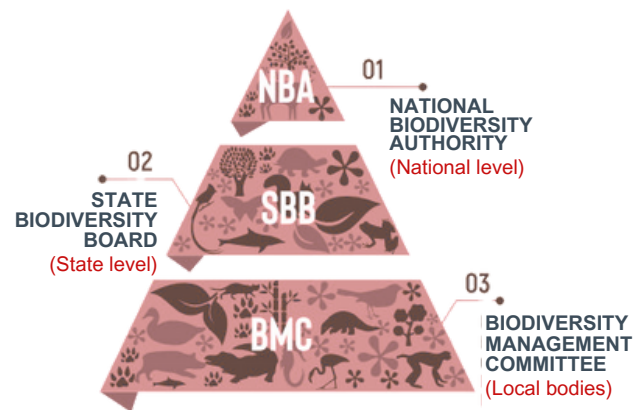 NBA
01
NATIONAL
BIODIVERSITY
AUTHORITY
(National level)
02
STATE
BIODIVERSITY
BOARD
(State level)
SBB
03
BMC
BIODIVERSITY
MANAGEMENT
COMMITTEE
(Local bodies)